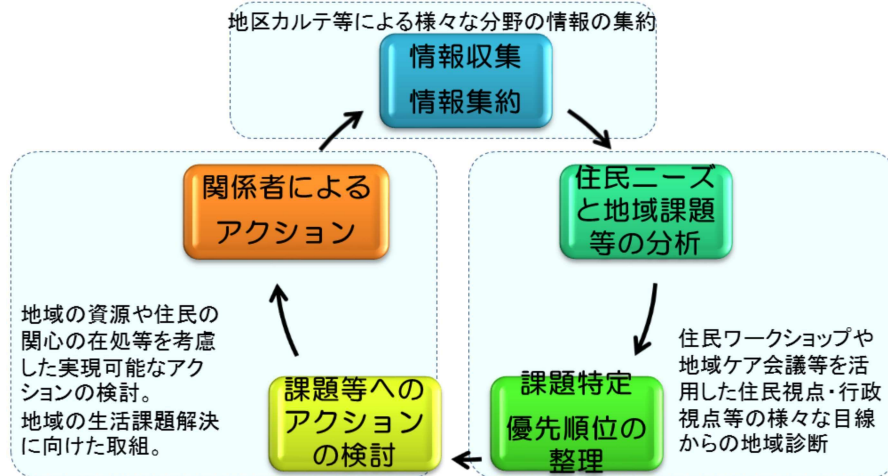 地区カルテ等による様々な分野の情報の集約
情報収集
情報集約
住民ニーズ
と地域課題
等の分析
住民ワークショップや
地域ケア会議等を活
用した住民視点・行政
視点等の様々な目線
からの地域診断
課題特定
優先順位の
整理
課題等への
アクション
の検討
関係者による
アクション
地域の資源や住民の
関心の在処等を考慮
した実現可能なアク
ションの検討。
地域の生活課題解決
に向けた取組。